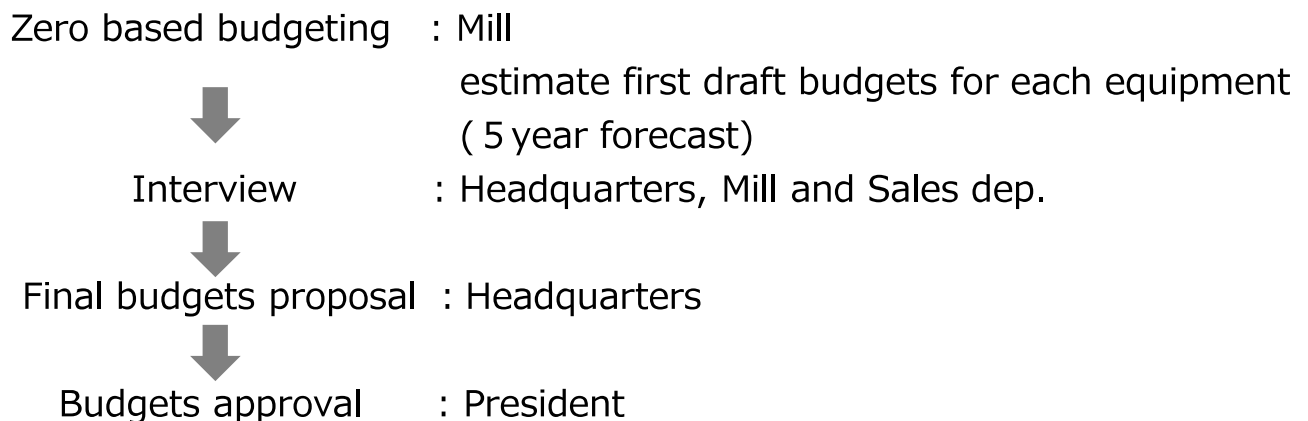 Zero based budgeting : Mill
estimate first draft budgets for each equipment
( 5 year forecast)
Interview : Headquarters, Mill and Sales dep.
Final budgets proposal : Headquarters
Budgets approval : President